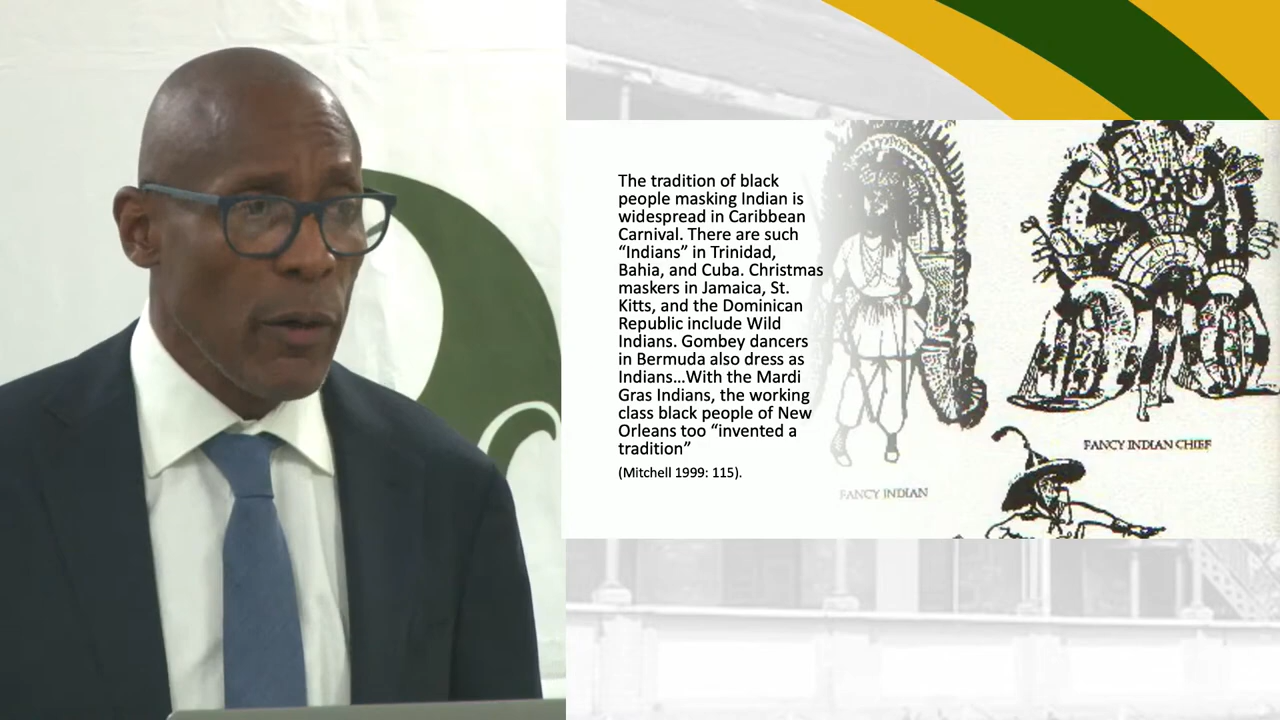 The tradition of black
people masking Indian is
widespread in Caribbean
Carnival. There are such
“Indians” in Trinidad,
Bahia, and Cuba. Christmas
maskers in Jamaica, St.
Kitts, and the Dominican
Republic include Wild
Indians. Gombey dancers
in Bermuda also dress as
Indians…With the Mardi
Gras Indians, the working
class black people of New
Orleans too “invented a
tradition”
(Mitchell 1999: 115).
FANCY INDIAN
FANCY INDIAN CHIEF